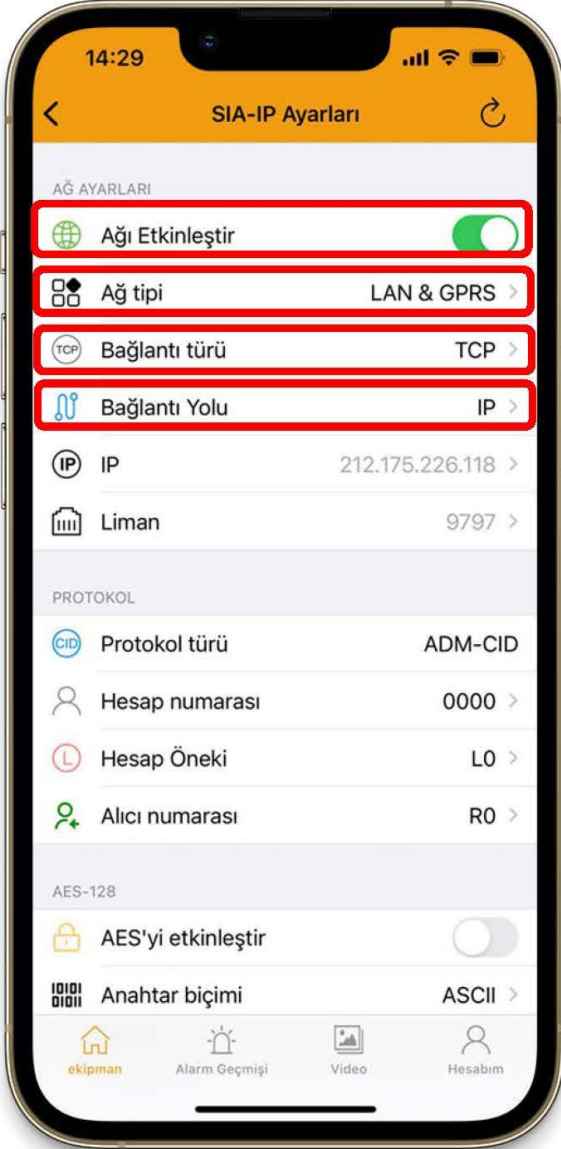 14:29
SIA-IP Ayarları
AĞ AYARLARI
Ağı Etkinleştir
Ağ tipi LAN & GPRS
TCP Bağlantı türü TCP
Bağlantı Yolu IP
IP IP 212.175.226.118
Liman 9797
PROTOKOL
CID Protokol türü ADM-CID
Hesap numarası 0000
L Hesap Öneki L0
Alıcı numarası R0
AES-128
AES'yi etkinleştir
Anahtar biçimi ASCII
ekipman Alarm Geçmişi Video Hesabım